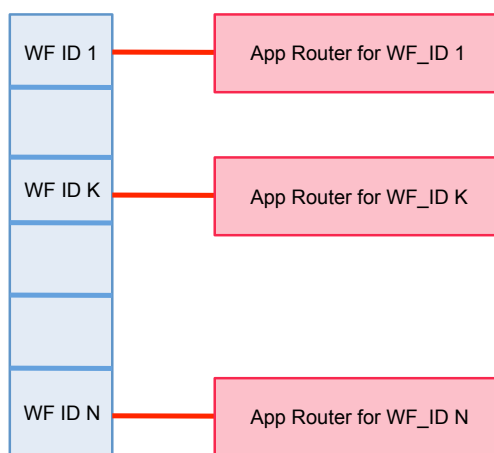 WF ID 1
App Router for WF_ID 1
WF ID K
App Router for WF_ID K
WF ID N
App Router for WF_ID N